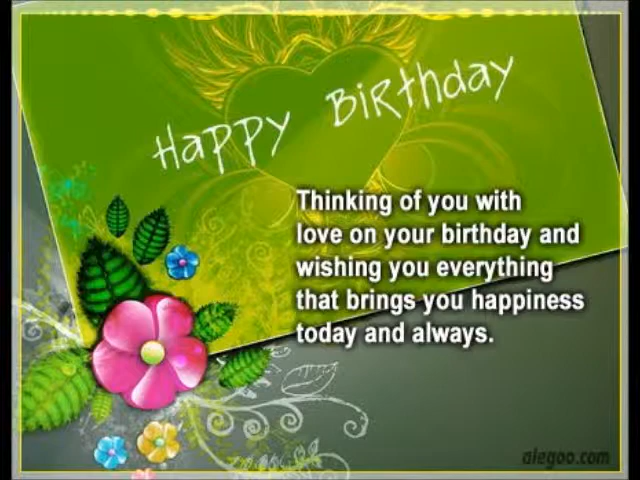 Happy Birthday
Thinking of you with
love on your birthday and
wishing you everything
that brings you happiness
today and always.
alegoo.com